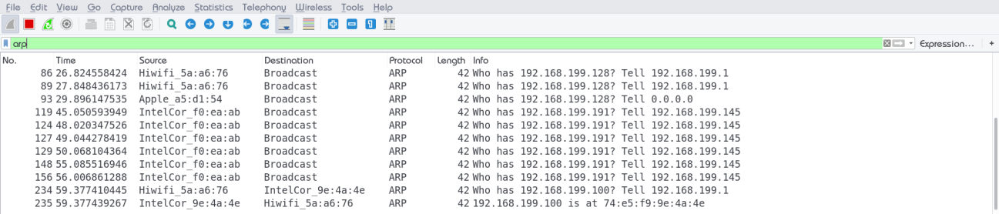 File Edit View Go Capture Analyze Statistics Telephony Wireless Tools Help
arp Expression... +
No. Time Source Destination Protocol Length Info
86 26.824558424 Hiwifi_5a:a6:76 Broadcast ARP 42 Who has 192.168.199.128? Tell 192.168.199.1
89 27.848436173 Hiwifi_5a:a6:76 Broadcast ARP 42 Who has 192.168.199.128? Tell 192.168.199.1
93 29.896147535 Apple_a5:d1:54 Broadcast ARP 42 Who has 192.168.199.128? Tell 0.0.0.0
119 45.050593949 IntelCor_f0:ea:ab Broadcast ARP 42 Who has 192.168.199.191? Tell 192.168.199.145
124 48.020347526 IntelCor_f0:ea:ab Broadcast ARP 42 Who has 192.168.199.191? Tell 192.168.199.145
127 49.044278419 IntelCor_f0:ea:ab Broadcast ARP 42 Who has 192.168.199.191? Tell 192.168.199.145
129 50.068104364 IntelCor_f0:ea:ab Broadcast ARP 42 Who has 192.168.199.191? Tell 192.168.199.145
148 55.085516946 IntelCor_f0:ea:ab Broadcast ARP 42 Who has 192.168.199.191? Tell 192.168.199.145
156 56.006861288 IntelCor_f0:ea:ab Broadcast ARP 42 Who has 192.168.199.191? Tell 192.168.199.145
234 59.377410445 Hiwifi_5a:a6:76 IntelCor_9e:4a:4e ARP 42 Who has 192.168.199.100? Tell 192.168.199.1
235 59.377439267 IntelCor_9e:4a:4e Hiwifi_5a:a6:76 ARP 42 192.168.199.100 is at 74:e5:f9:9e:4a:4e